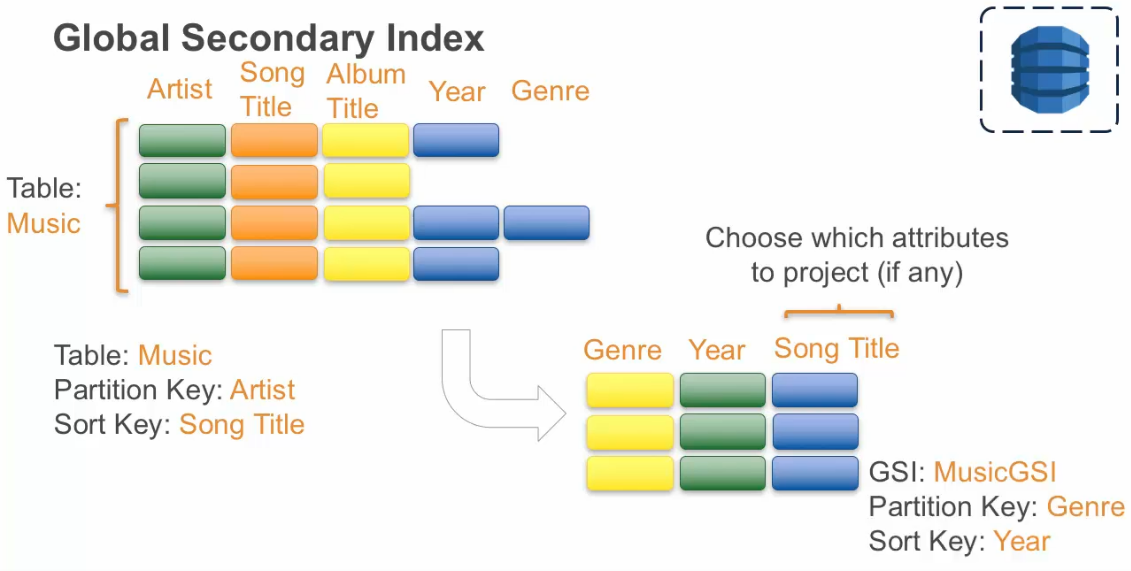 Global Secondary Index
Artist
Song
Title
Album
Title
Year
Genre
Table:
Music
Choose which attributes
to project (if any)
Table: Music
Partition Key: Artist
Sort Key: Song Title
Genre
Year
Song Title
GSI: MusicGSI
Partition Key: Genre
Sort Key: Year